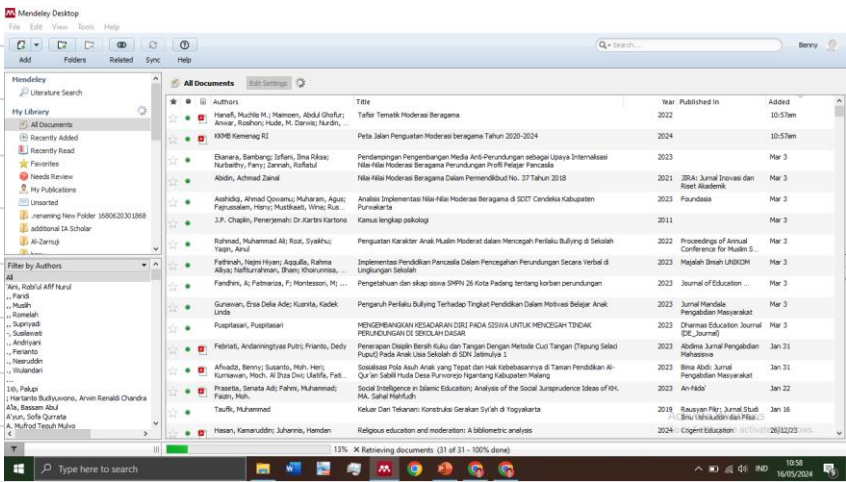 Mendeley Desktop
File Edit View Tools Help
Add Folders Related Sync Help
Search...
Benny
Mendeley
Literature Search
My Library
All Documents
Recently Added
Recently Read
Favorites
Needs Review
My Publications
Unsorted
.renaming New Folder 1680620301868
additional IA Scholar
Al-Zarnuji
Filter by Authors
All
'Ani, Robi'ul Afif Nurul
,, Faridi
,, Muslih
,, Romelah
,, Supriyadi
-, Susilawati
., Andriyani
., Ferianto
., Nasruddin
., Wulandari
...
1б), Palupi
; Hartanto Budiyuwono, Arwin Renaldi Chandra
A'la, Bassam Abul
A'yun, Sofie Qurrata
A. Mufrod Teguh Mulyo
All Documents Edit Settings
Authors Title Year Published In Added
Hanafi, Muchlis M.; Maimoen, Abdul Ghofur; Anwar, Rosihon; Hude, M. Darwis; Nurdin, ... Tafsir Tematik Moderasi Beragama 2022 10:57am
KKMB Kemenag RI Peta Jalan Penguatan Moderasi beragama Tahun 2020-2024 2024 10:57am
Ekanara, Bambang; Isfiani, Ima Riksa; Nurbaithy, Fany; Zannah, Rofiatul Pendampingan Pengembangan Media Anti-Perundungan sebagai Upaya Internalisasi Nilai-Nilai Moderasi Beragama Perundungan Profil Pelajar Pancasila 2023 Mar 3
Abidin, Achmad Zainal Nilai-Nilai Moderasi Beragama Dalam Permendikbud No. 37 Tahun 2018 2021 JIRA: Jurnal Inovasi dan Riset Akademik Mar 3
Asshidqi, Ahmad Qowamu; Muharam, Agus; Fajrussalam, Hisny; Mustikaati, Wina; Rus... Analisis Implementasi Nilai-Nilai Moderasi Beragama di SDIT Cendekia Kabupaten Purwakarta 2023 Foundasia Mar 3
J.P. Chaplin, Penerjemah: Dr.Kartini Kartono Kamus lengkap psikologi 2011 Mar 3
Rohmad, Muhammad Ali; Rozi, Syaikhu; Yaqin, Ainul Penguatan Karakter Anak Muslim Moderat dalam Mencegah Perilaku Bullying di Sekolah 2022 Proceedings of Annual Conference for Muslim S... Mar 3
Fathinah, Najmi Hyan; Aqquilla, Rahma Alliya; Nafiturrahman, Ilham; Khoirunnisa, ... Implementasi Pendidikan Pancasila Dalam Pencegahan Perundungan Secara Verbal di Lingkungan Sekolah 2023 Majalah Ilmiah UNIKOM Mar 3
Fandhini, A; Fatmariza, F; Montessori, M; ... Pengetahuan dan sikap siswa SMPN 26 Kota Padang tentang korban perundungan 2023 Journal of Education ... Mar 3
Gunawan, Ersa Delia Ade; Kusnita, Kadek Linda Pengaruh Perilaku Bullying Terhadap Tingkat Pendidikan Dalam Motivasi Belajar Anak 2023 Jurnal Mandala Pengabdian Masyarakat Mar 3
Puspitasari, Puspitasari MENGEMBANGKAN KESADARAN DIRI PADA SISWA UNTUK MENCEGAH TINDAK PERUNDUNGAN DI SEKOLAH DASAR 2023 Dharmas Education Journal (DE_Journal) Mar 3
Febriati, Andariningtyas Putri; Frianto, Dedy Penerapan Disiplin Bersih Kuku dan Tangan Dengan Metode Cuci Tangan (Tepung Selaci Puput) Pada Anak Usia Sekolah di SDN Jatimulya 1 2023 Abdima Jurnal Pengabdian Mahasiswa Jan 31
Afwadzi, Benny; Susanto, Moh. Heri; Kurniawan, Moch. Al Ihza Dwi; Ulatifa, Fati... Sosialisasi Pola Asuh Anak yang Tepat dan Hak Kebebasannya di Taman Pendidikan Al-Qur'an Sabilil Huda Desa Purworejo Ngantang Kabupaten Malang 2023 Bima Abdi: Jurnal Pengabdian Masyarakat Jan 31
Prasetia, Senata Adi; Fahmi, Muhammad; Faizin, Moh. Social Intelligence in Islamic Education; Analysis of the Social Jurisprudence Ideas of KH. MA. Sahal Mahfudh 2023 An-Nida' Jan 22
Taufik, Muhammad Keluar Dari Tekanan: Konstruksi Gerakan Syi'ah di Yogyakarta 2019 Rausyan Fikr: Jurnal Studi Ilmu Ushuluddin dan Filsa... Jan 16
Hasan, Kamaruddin; Juhannis, Hamdan Religious education and moderation: A bibliometric analysis 2024 Cogent Education 26/12/23
13% Retrieving documents (31 of 31 - 100% done)
Type here to search
IND
10:58
16/05/2024